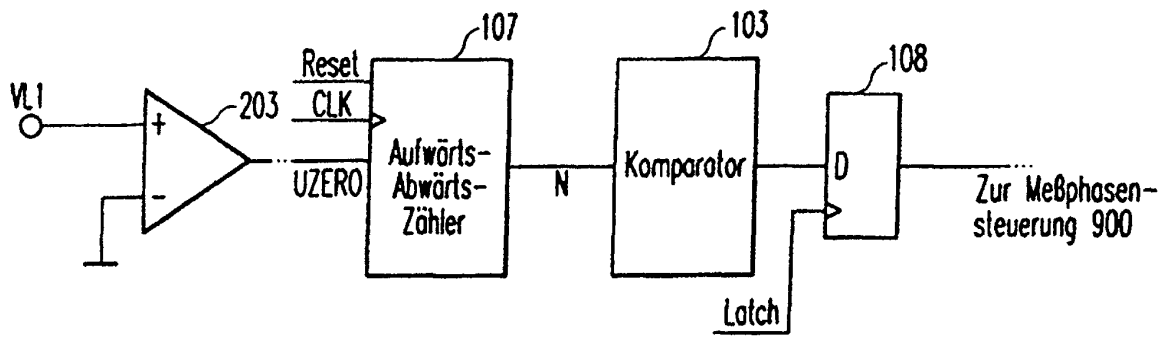 107
103
108
Reset
VL1
203
CLK
+
-
UZERO
Aufwärts-
Abwärts-
Zähler
N
Komparator
D
Zur Meßphasen-
steuerung 900
Latch